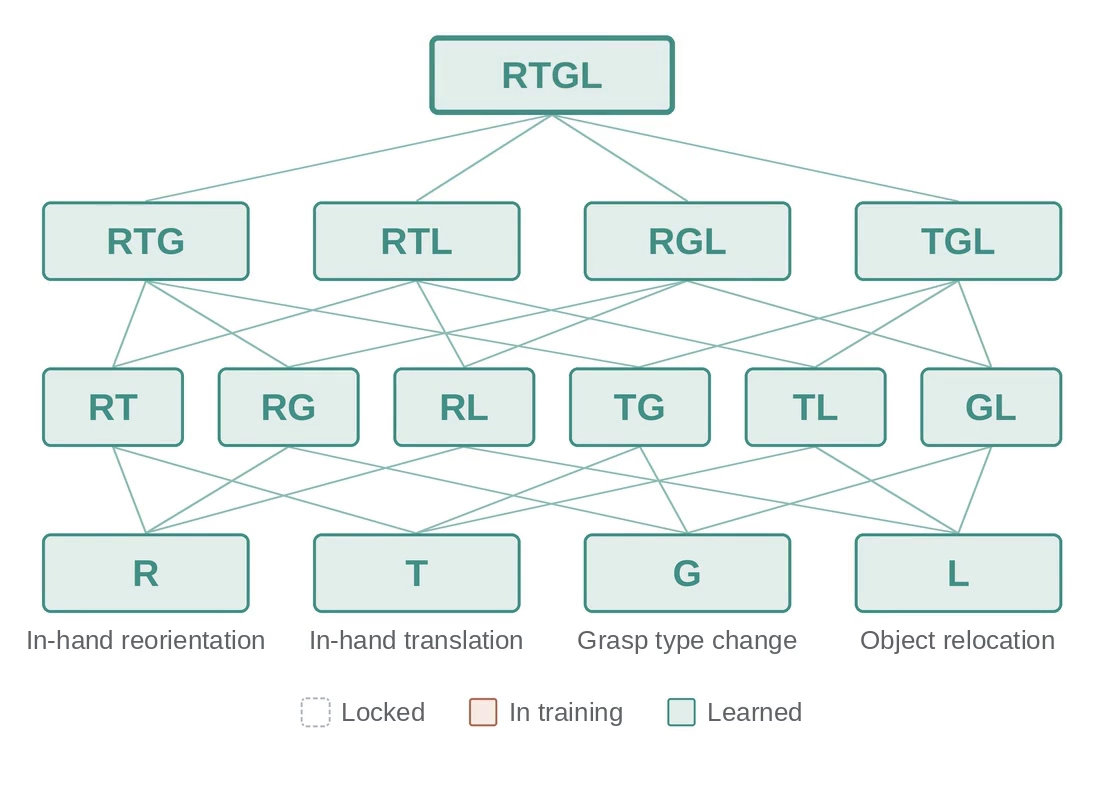 RTGL
RTG RTL RGL TGL
RT RG RL TG TL GL
R T G L
In-hand reorientation In-hand translation Grasp type change Object relocation
Locked In training Learned